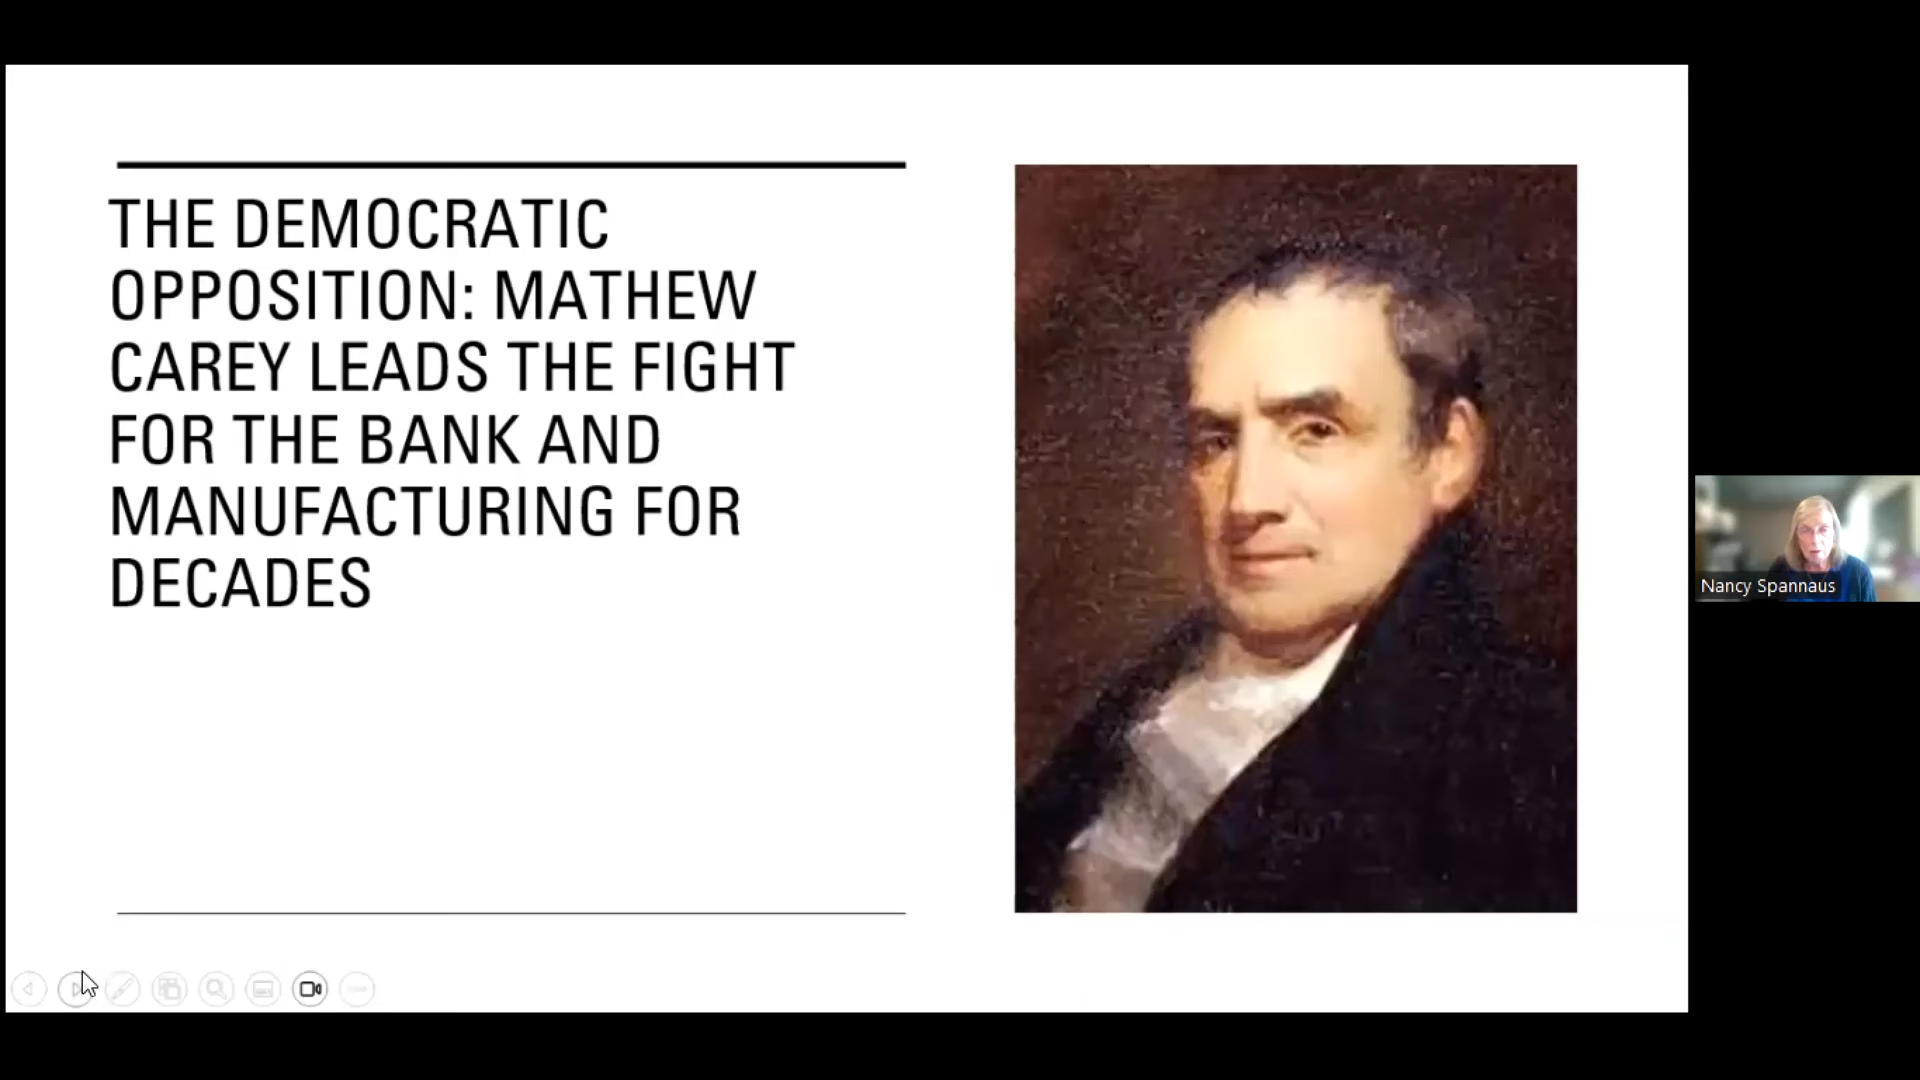 THE DEMOCRATIC
OPPOSITION: MATHEW
CAREY LEADS THE FIGHT
FOR THE BANK AND
MANUFACTURING FOR
DECADES
Nancy Spannaus